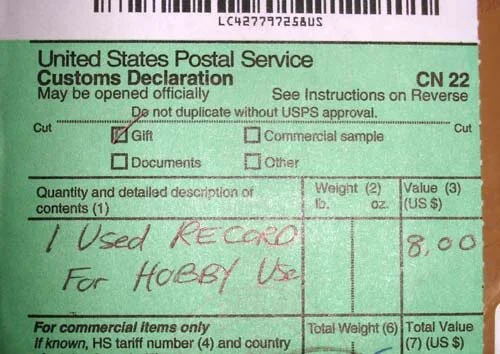 LC427797258US
United States Postal Service
Customs Declaration CN 22
May be opened officially See Instructions on Reverse
Do not duplicate without USPS approval.
Cut Cut
Gift Commercial sample
Documents Other
Quantity and detailed description of Weight (2) Value (3)
contents (1) lb. oz. (US $)
1 Used RECORD 8,00
For HOBBY Use
For commercial items only Total Weight (6) Total Value
If known, HS tariff number (4) and country (7) (US $)